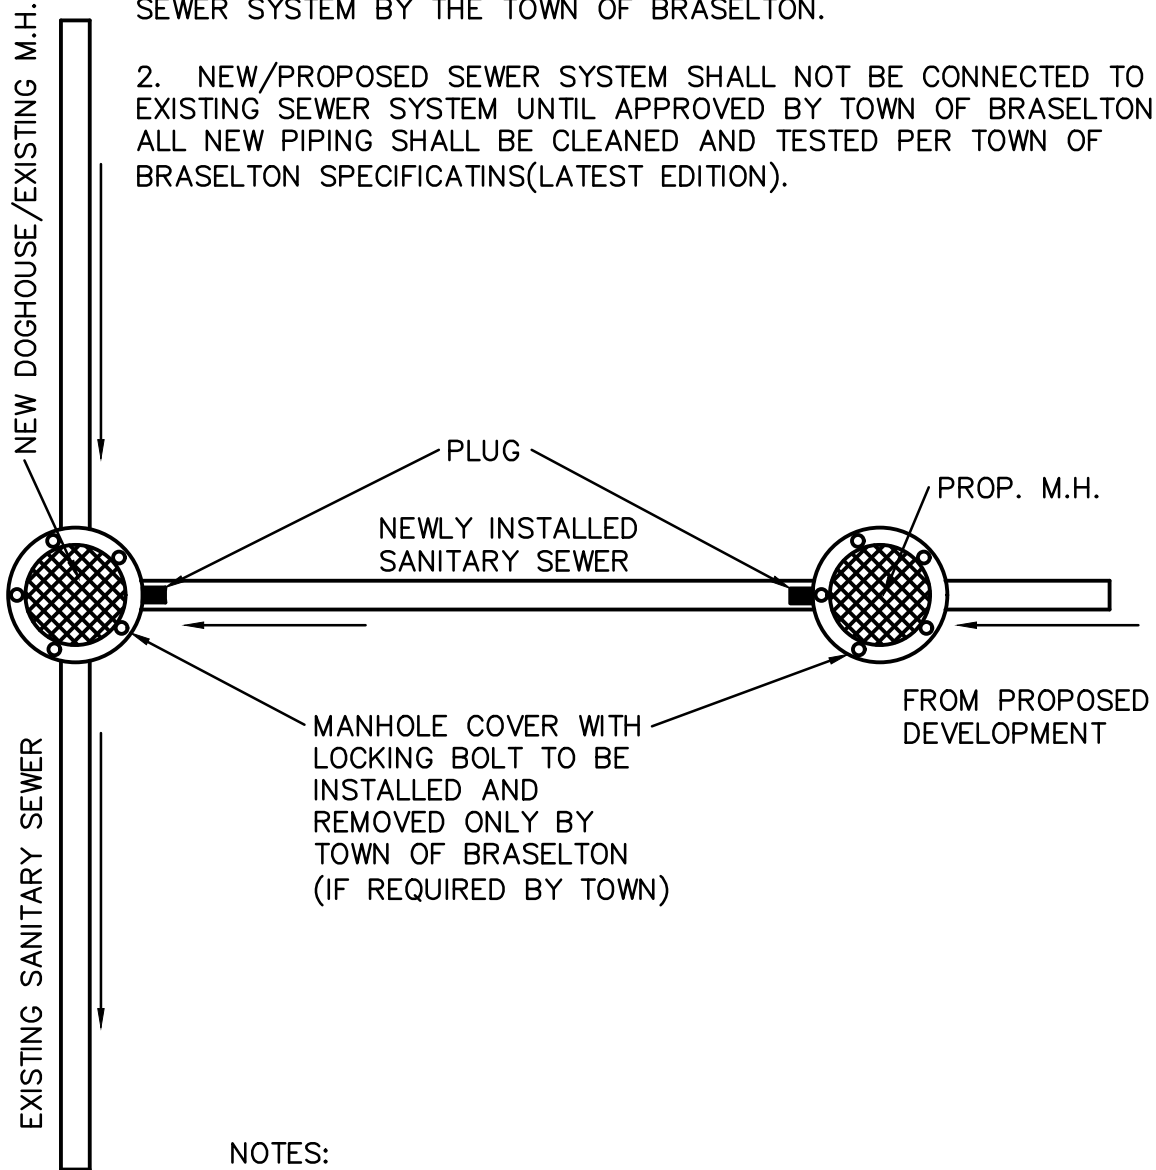 SEWER SYSTEM BY THE TOWN OF BRASELTON.
2. NEW/PROPOSED SEWER SYSTEM SHALL NOT BE CONNECTED TO
EXISTING SEWER SYSTEM UNTIL APPROVED BY TOWN OF BRASELTON
ALL NEW PIPING SHALL BE CLEANED AND TESTED PER TOWN OF
BRASELTON SPECIFICATINS(LATEST EDITION).
NEW DOGHOUSE/EXISTING M.H.
PLUG
PROP. M.H.
NEWLY INSTALLED
SANITARY SEWER
FROM PROPOSED
DEVELOPMENT
MANHOLE COVER WITH
LOCKING BOLT TO BE
INSTALLED AND
REMOVED ONLY BY
TOWN OF BRASELTON
(IF REQUIRED BY TOWN)
EXISTING SANITARY SEWER
NOTES: